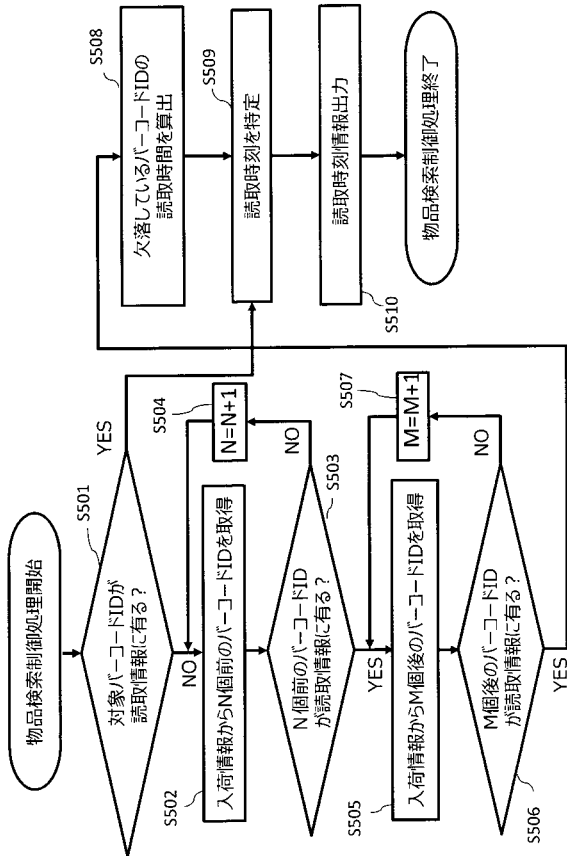 物品検索制御処理開始
S501
対象バーコードIDが
読取情報に有る？
YES
NO
S502
入荷情報からN個前のバーコードIDを取得
S504
N=N+1
S503
N個前のバーコードID
が読取情報に有る？
NO
YES
S505
入荷情報からM個後のバーコードIDを取得
S507
M=M+1
S506
M個後のバーコードID
が読取情報に有る？
NO
YES
S508
欠落しているバーコードIDの
読取時間を算出
S509
読取時刻を特定
S510
読取時刻情報出力
物品検索制御処理終了